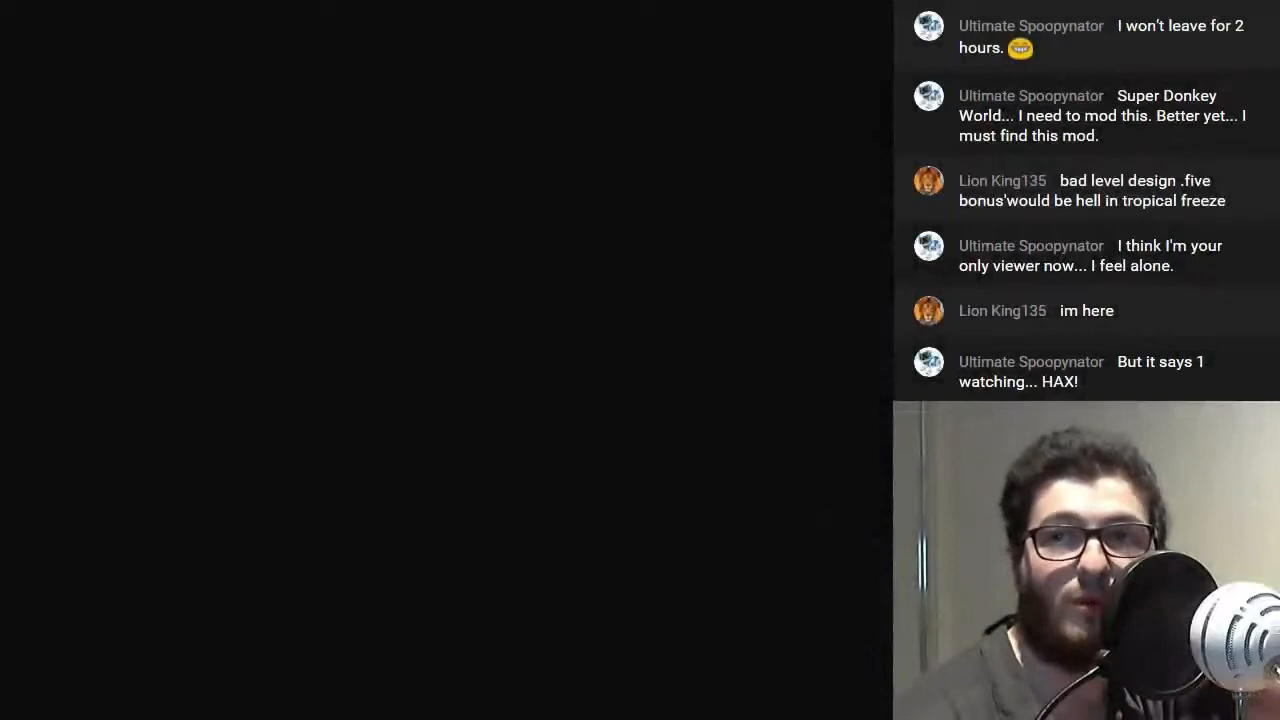 Ultimate Spoopynator I won't leave for 2
hours.
Ultimate Spoopynator Super Donkey
World... I need to mod this. Better yet... I
must find this mod.
Lion King135 bad level design .five
bonus'would be hell in tropical freeze
Ultimate Spoopynator I think I'm your
only viewer now... I feel alone.
Lion King135 im here
Ultimate Spoopynator But it says 1
watching... HAX!